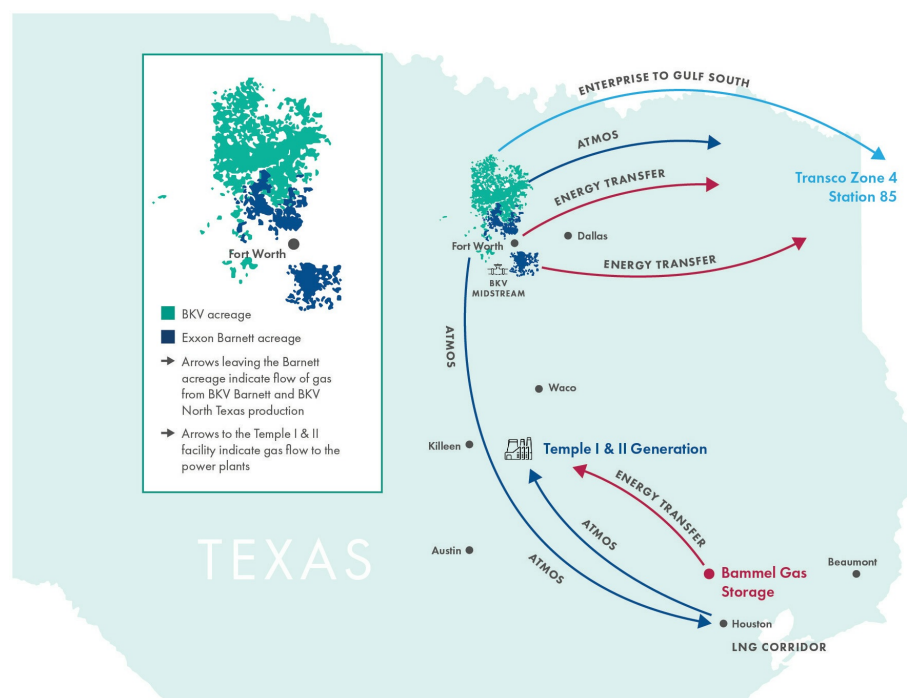 Fort Worth
BKV acreage
Exxon Barnett acreage
Arrows leaving the Barnett
acreage indicate flow of gas
from BKV Barnett and BKV
North Texas production
Arrows to the Temple I & II
facility indicate gas flow to the
power plants
ENTERPRISE TO GULF SOUTH
ATMOS
ENERGY TRANSFER
Transco Zone 4
Station 85
Fort Worth
Dallas
ENERGY TRANSFER
BKV
MIDSTREAM
ATMOS
Waco
Killeen
Temple I & II Generation
ENERGY TRANSFER
ATMOS
TEXAS
Austin
ATMOS
Bammel Gas
Storage
Beaumont
Houston
LNG CORRIDOR